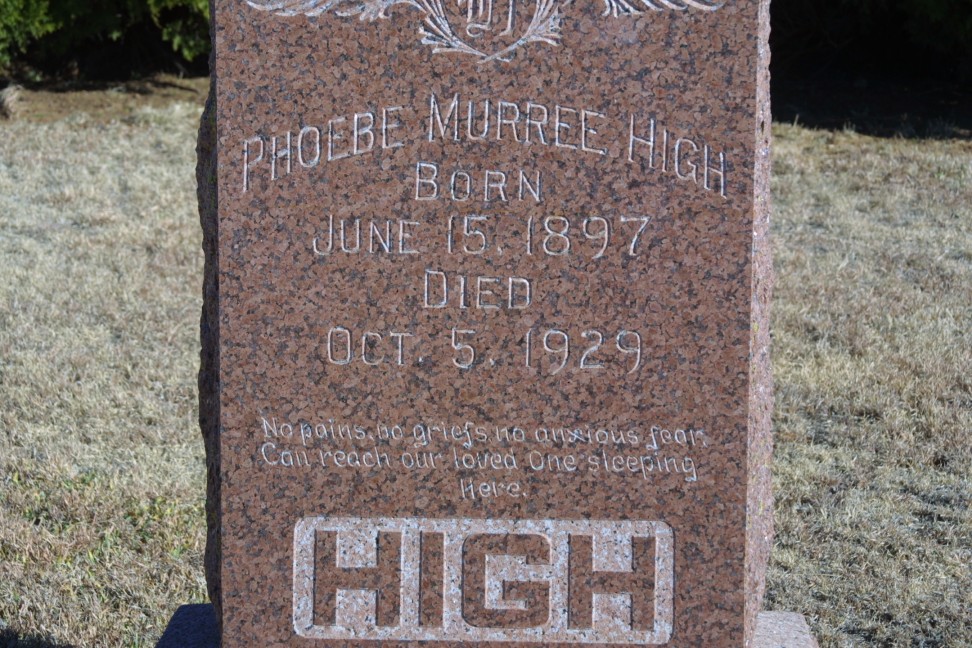 PHOEBE MURREE HIGH
BORN
JUNE 15, 1897
DIED
OCT. 5, 1929
No pains, no griefs, no anxious fear,
Can reach our loved one sleeping
Here.
HIGH